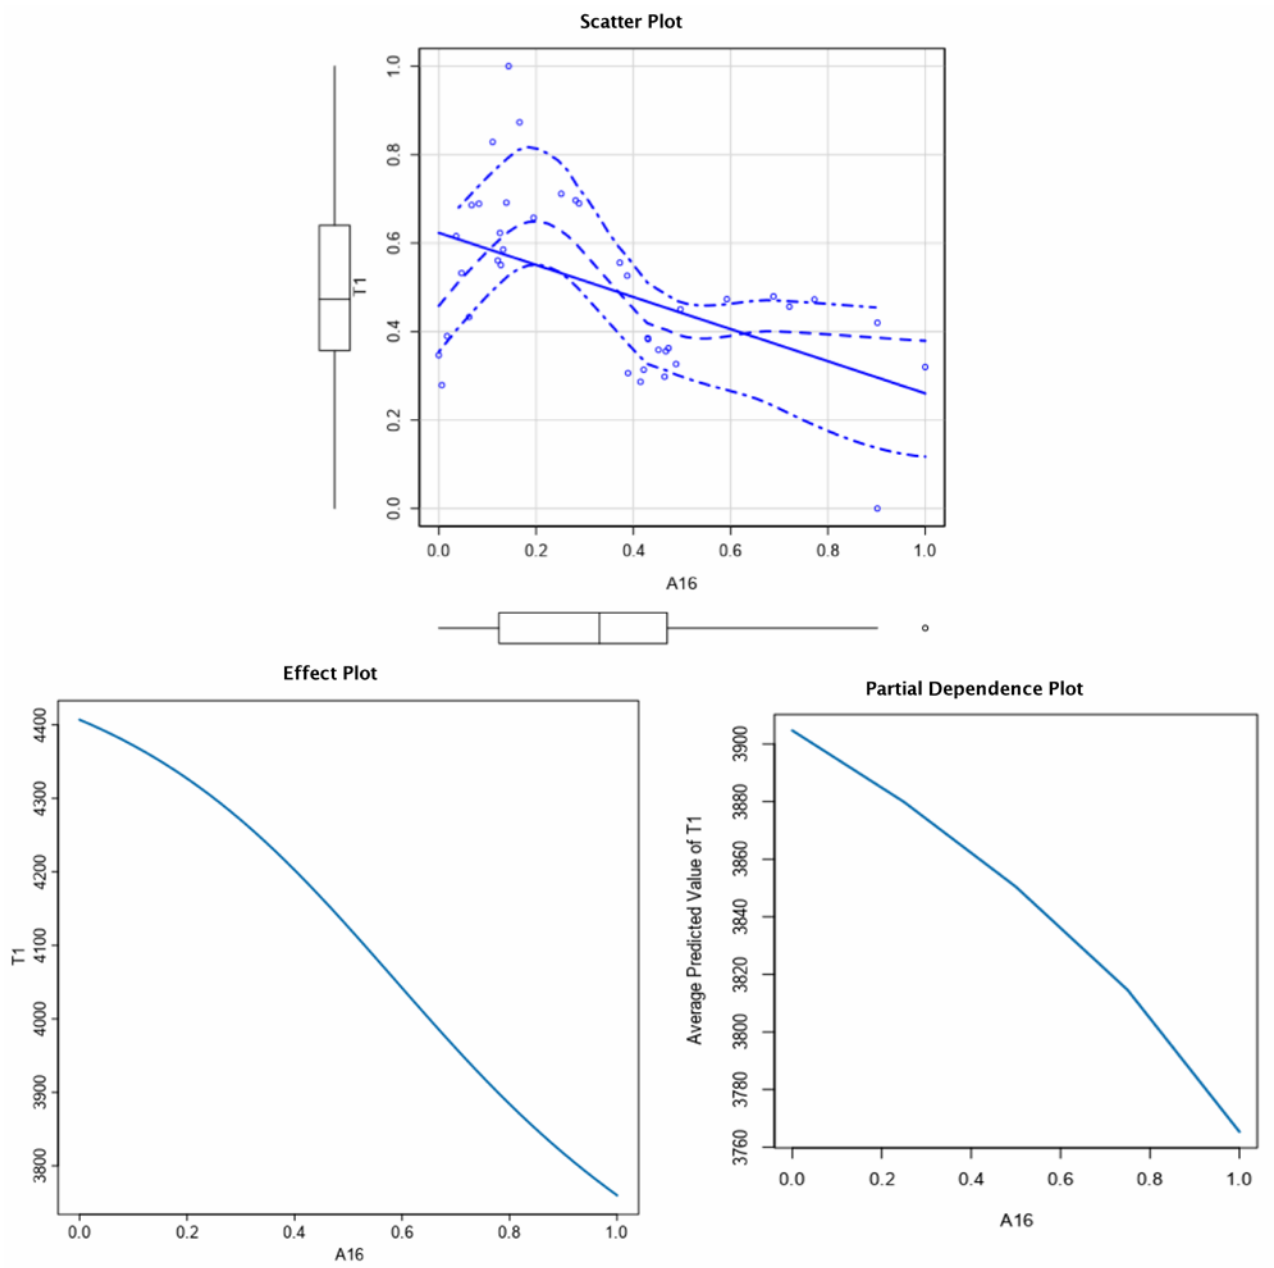 Scatter Plot
T1
1.0
0.8
0.6
0.4
0.2
0.0
0.0 0.2 0.4 0.6 0.8 1.0
A16
Effect Plot
T1
4400
4300
4200
4100
4000
3900
3800
0.0 0.2 0.4 0.6 0.8 1.0
A16
Partial Dependence Plot
Average Predicted Value of T1
3900
3880
3860
3840
3820
3800
3780
3760
0.0 0.2 0.4 0.6 0.8 1.0
A16